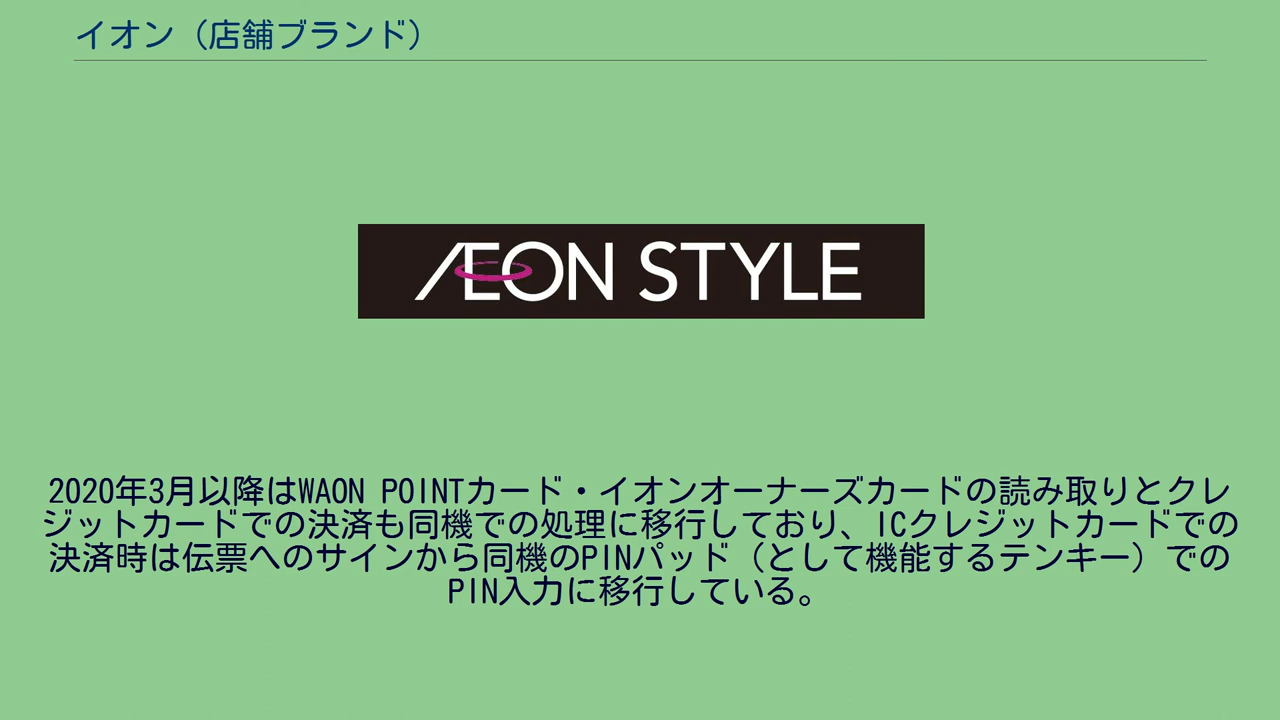 イオン（店舗ブランド）
ÆON STYLE
2020年3月以降はWAON POINTカード・イオンオーナーズカードの読み取りとクレ
ジットカードでの決済も同機での処理に移行しており、ICクレジットカードでの
決済時は伝票へのサインから同機のPINパッド（として機能するテンキー）での
PIN入力に移行している。